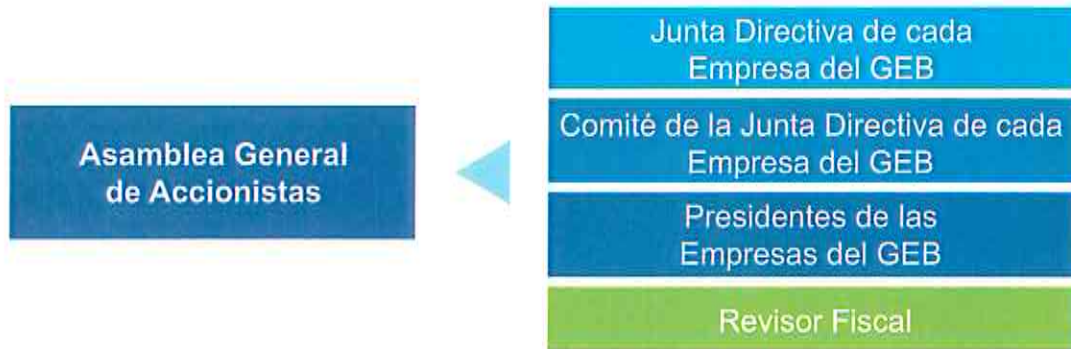 Asamblea General
de Accionistas
Junta Directiva de cada
Empresa del GEB
Comité de la Junta Directiva de cada
Empresa del GEB
Presidentes de las
Empresas del GEB
Revisor Fiscal